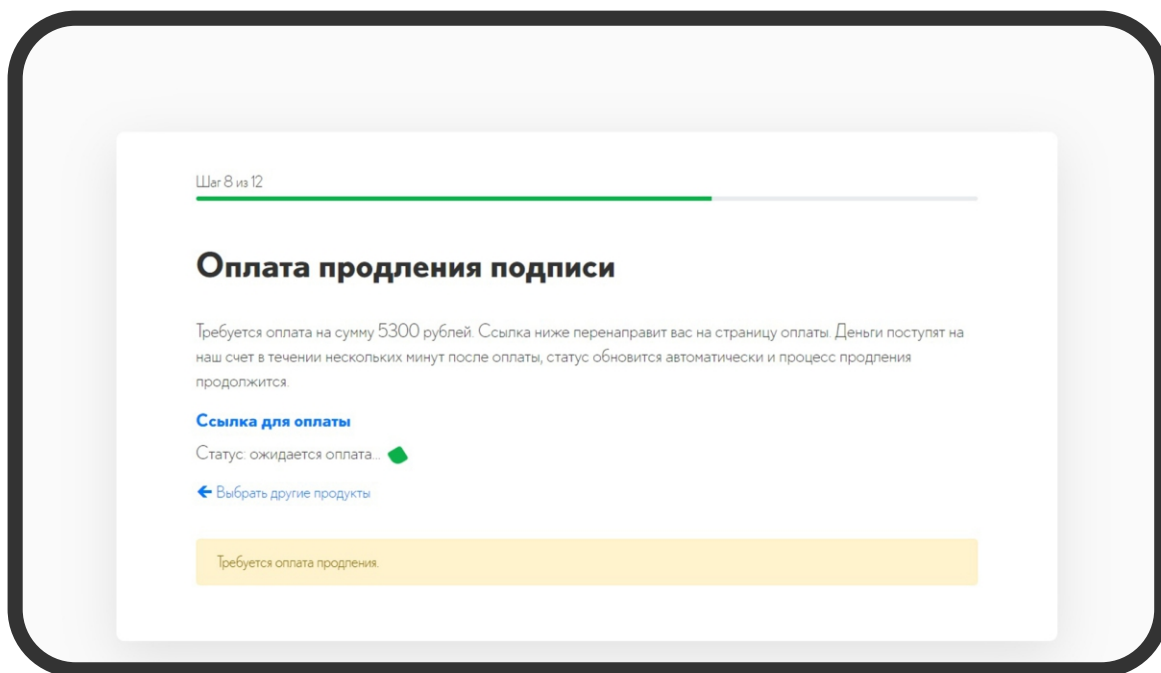 Шаг 8 из 12
Оплата продления подписи
Требуется оплата на сумму 5300 рублей. Ссылка ниже перенаправит вас на страницу оплаты. Деньги поступят на
наш счет в течении нескольких минут после оплаты, статус обновится автоматически и процесс продления
продолжится.
Ссылка для оплаты
Статус: ожидается оплата...
Выбрать другие продукты
Требуется оплата продления.